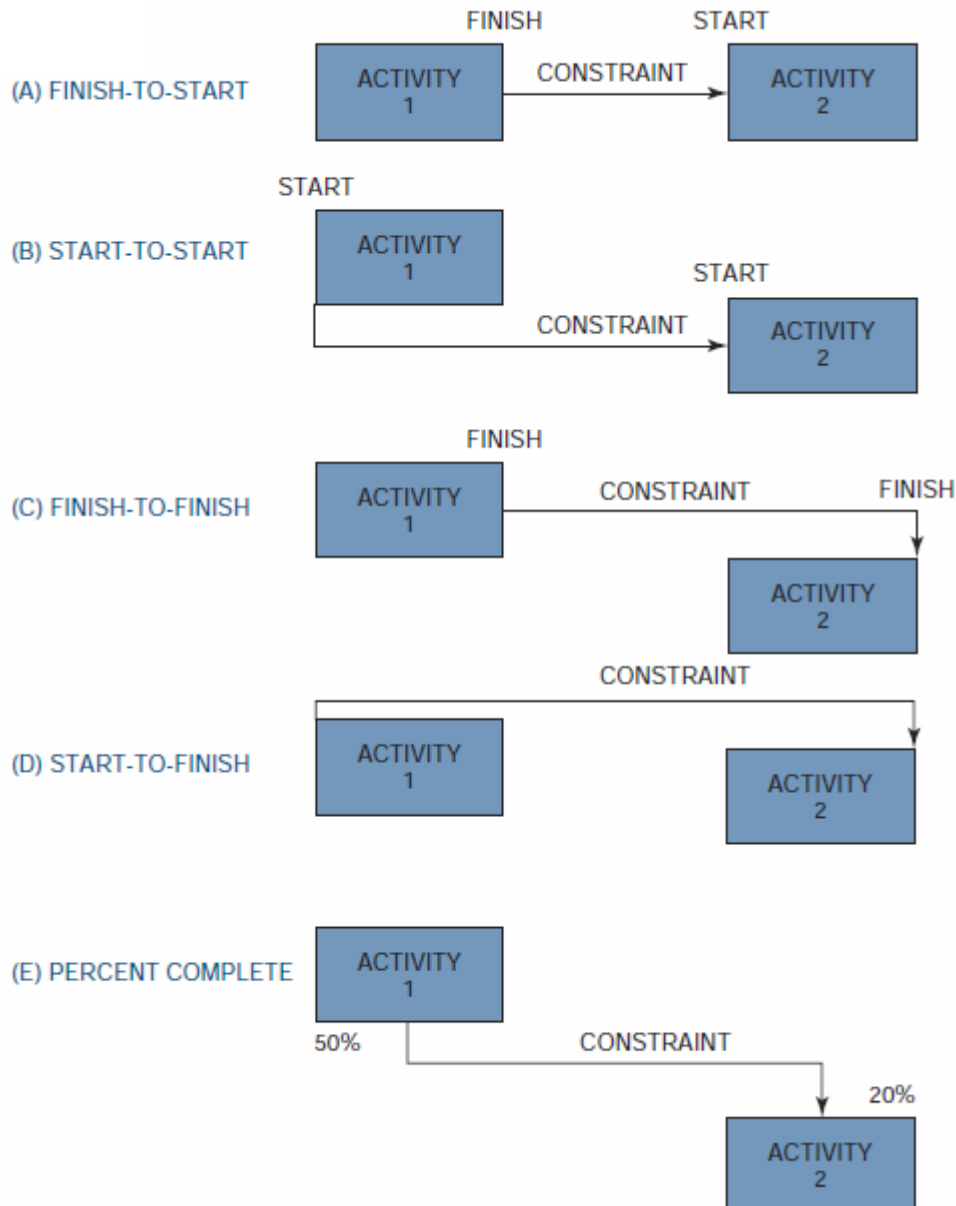 FINISH START
(A) FINISH-TO-START ACTIVITY 1 CONSTRAINT ACTIVITY 2
START
(B) START-TO-START ACTIVITY 1
START
CONSTRAINT ACTIVITY 2
FINISH
(C) FINISH-TO-FINISH ACTIVITY 1 CONSTRAINT FINISH
ACTIVITY 2
CONSTRAINT
(D) START-TO-FINISH ACTIVITY 1
ACTIVITY 2
(E) PERCENT COMPLETE ACTIVITY 1
50% CONSTRAINT
20%
ACTIVITY 2